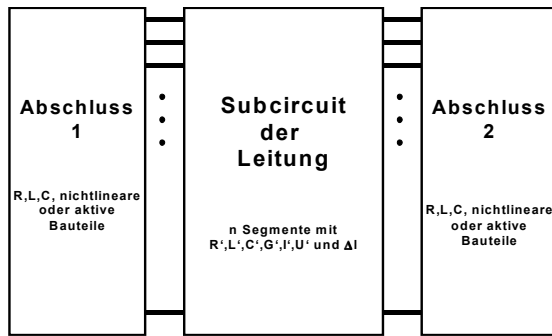 Abschluss
1
R,L,C, nichtlineare
oder aktive
Bauteile
Subcircuit
der
Leitung
n Segmente mit
R‘,L‘,C‘,G‘,I‘,U‘ und Δl
Abschluss
2
R,L,C, nichtlineare
oder aktive
Bauteile